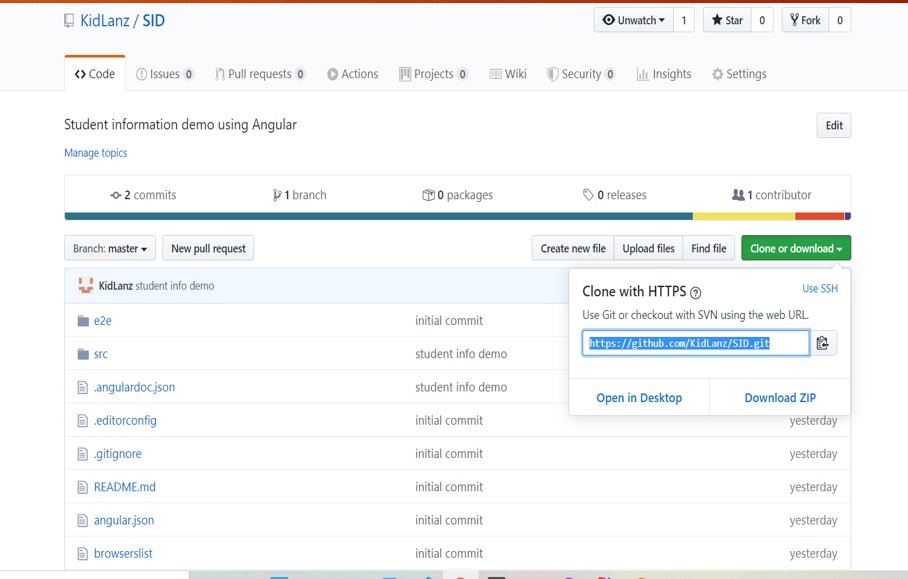 KidLanz / SID
Unwatch 1 Star 0 Fork 0
Code Issues 0 Pull requests 0 Actions Projects 0 Wiki Security 0 Insights Settings
Student information demo using Angular Edit
Manage topics
2 commits 1 branch 0 packages 0 releases 1 contributor
Branch: master New pull request Create new file Upload files Find file Clone or download
KidLanz student info demo
Clone with HTTPS Use SSH
Use Git or checkout with SVN using the web URL.
https://github.com/KidLanz/SID.git
Open in Desktop Download ZIP
e2e initial commit
src student info demo
.angulardoc.json student info demo
.editorconfig initial commit yesterday
.gitignore initial commit yesterday
README.md initial commit yesterday
angular.json initial commit yesterday
browserslist initial commit yesterday